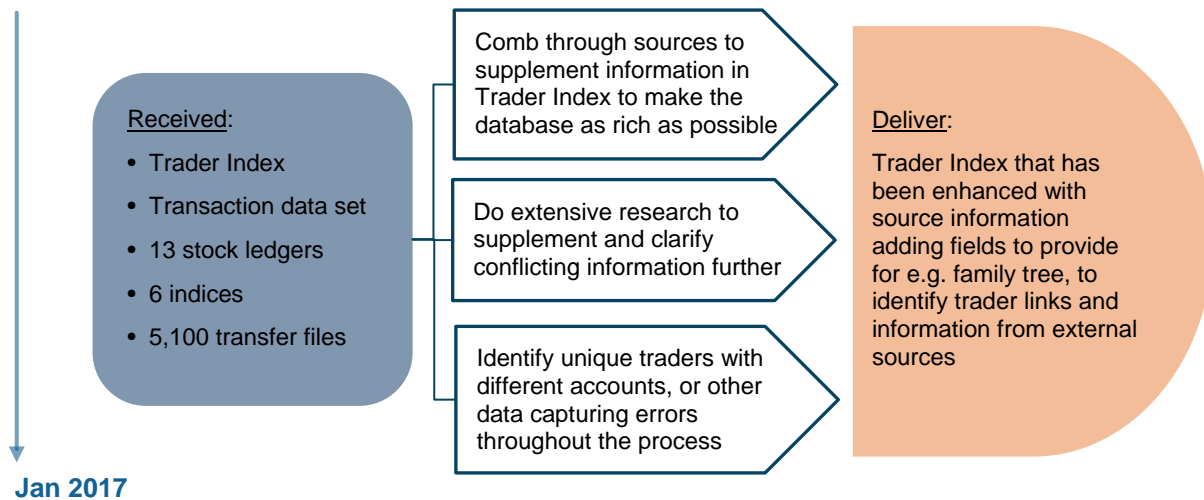 Received:
• Trader Index
• Transaction data set
• 13 stock ledgers
• 6 indices
• 5,100 transfer files
Comb through sources to
supplement information in
Trader Index to make the
database as rich as possible
Do extensive research to
supplement and clarify
conflicting information further
Identify unique traders with
different accounts, or other
data capturing errors
throughout the process
Deliver:
Trader Index that has
been enhanced with
source information
adding fields to provide
for e.g. family tree, to
identify trader links and
information from external
sources
Jan 2017